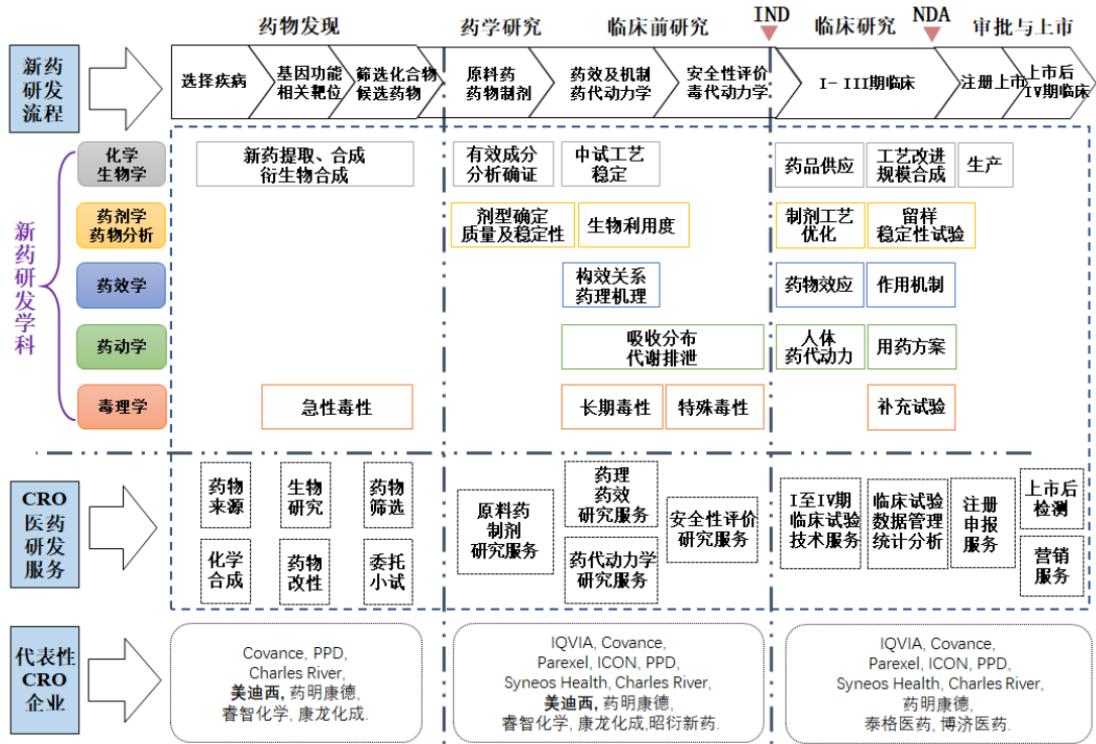 药物发现
药学研究
临床前研究
IND
临床研究
NDA
审批与上市
新药
研发
流程
选择疾病
基因功能
相关靶位
筛选化合物
候选药物
原料药
药物制剂
药效及机制
药代动力学
安全性评价
毒代动力学
I-III期临床
注册上市
上市后
IV期临床
新药研发学科
化学
生物学
新药提取、合成
衍生物合成
有效成分
分析确证
中试工艺
稳定
药品供应
工艺改进
规模合成
生产
药剂学
药物分析
剂型确定
质量及稳定性
生物利用度
制剂工艺
优化
留样
稳定性试验
药效学
构效关系
药理机理
药物效应
作用机制
药动学
吸收分布
代谢排泄
人体
药代动力
用药方案
毒理学
急性毒性
长期毒性
特殊毒性
补充试验
CRO
医药
研发
服务
药物
来源
生物
研究
药物
筛选
化学
合成
药物
改性
委托
小试
原料药
制剂
研究服务
药理
药效
研究服务
药代动力学
研究服务
安全性评价
研究服务
I至IV期
临床试验
技术服务
临床试验
数据管理
统计分析
注册
申报
服务
上市后
检测
营销
服务
代表性
CRO
企业
Covance, PPD,
Charles River,
美迪西, 药明康德,
睿智化学, 康龙化成.
IQVIA, Covance,
Parexel, ICON, PPD,
Syneos Health, Charles River,
美迪西, 药明康德,
睿智化学, 康龙化成,昭衍新药.
IQVIA, Covance,
Parexel, ICON, PPD,
Syneos Health, Charles River,
药明康德,
泰格医药, 博济医药.